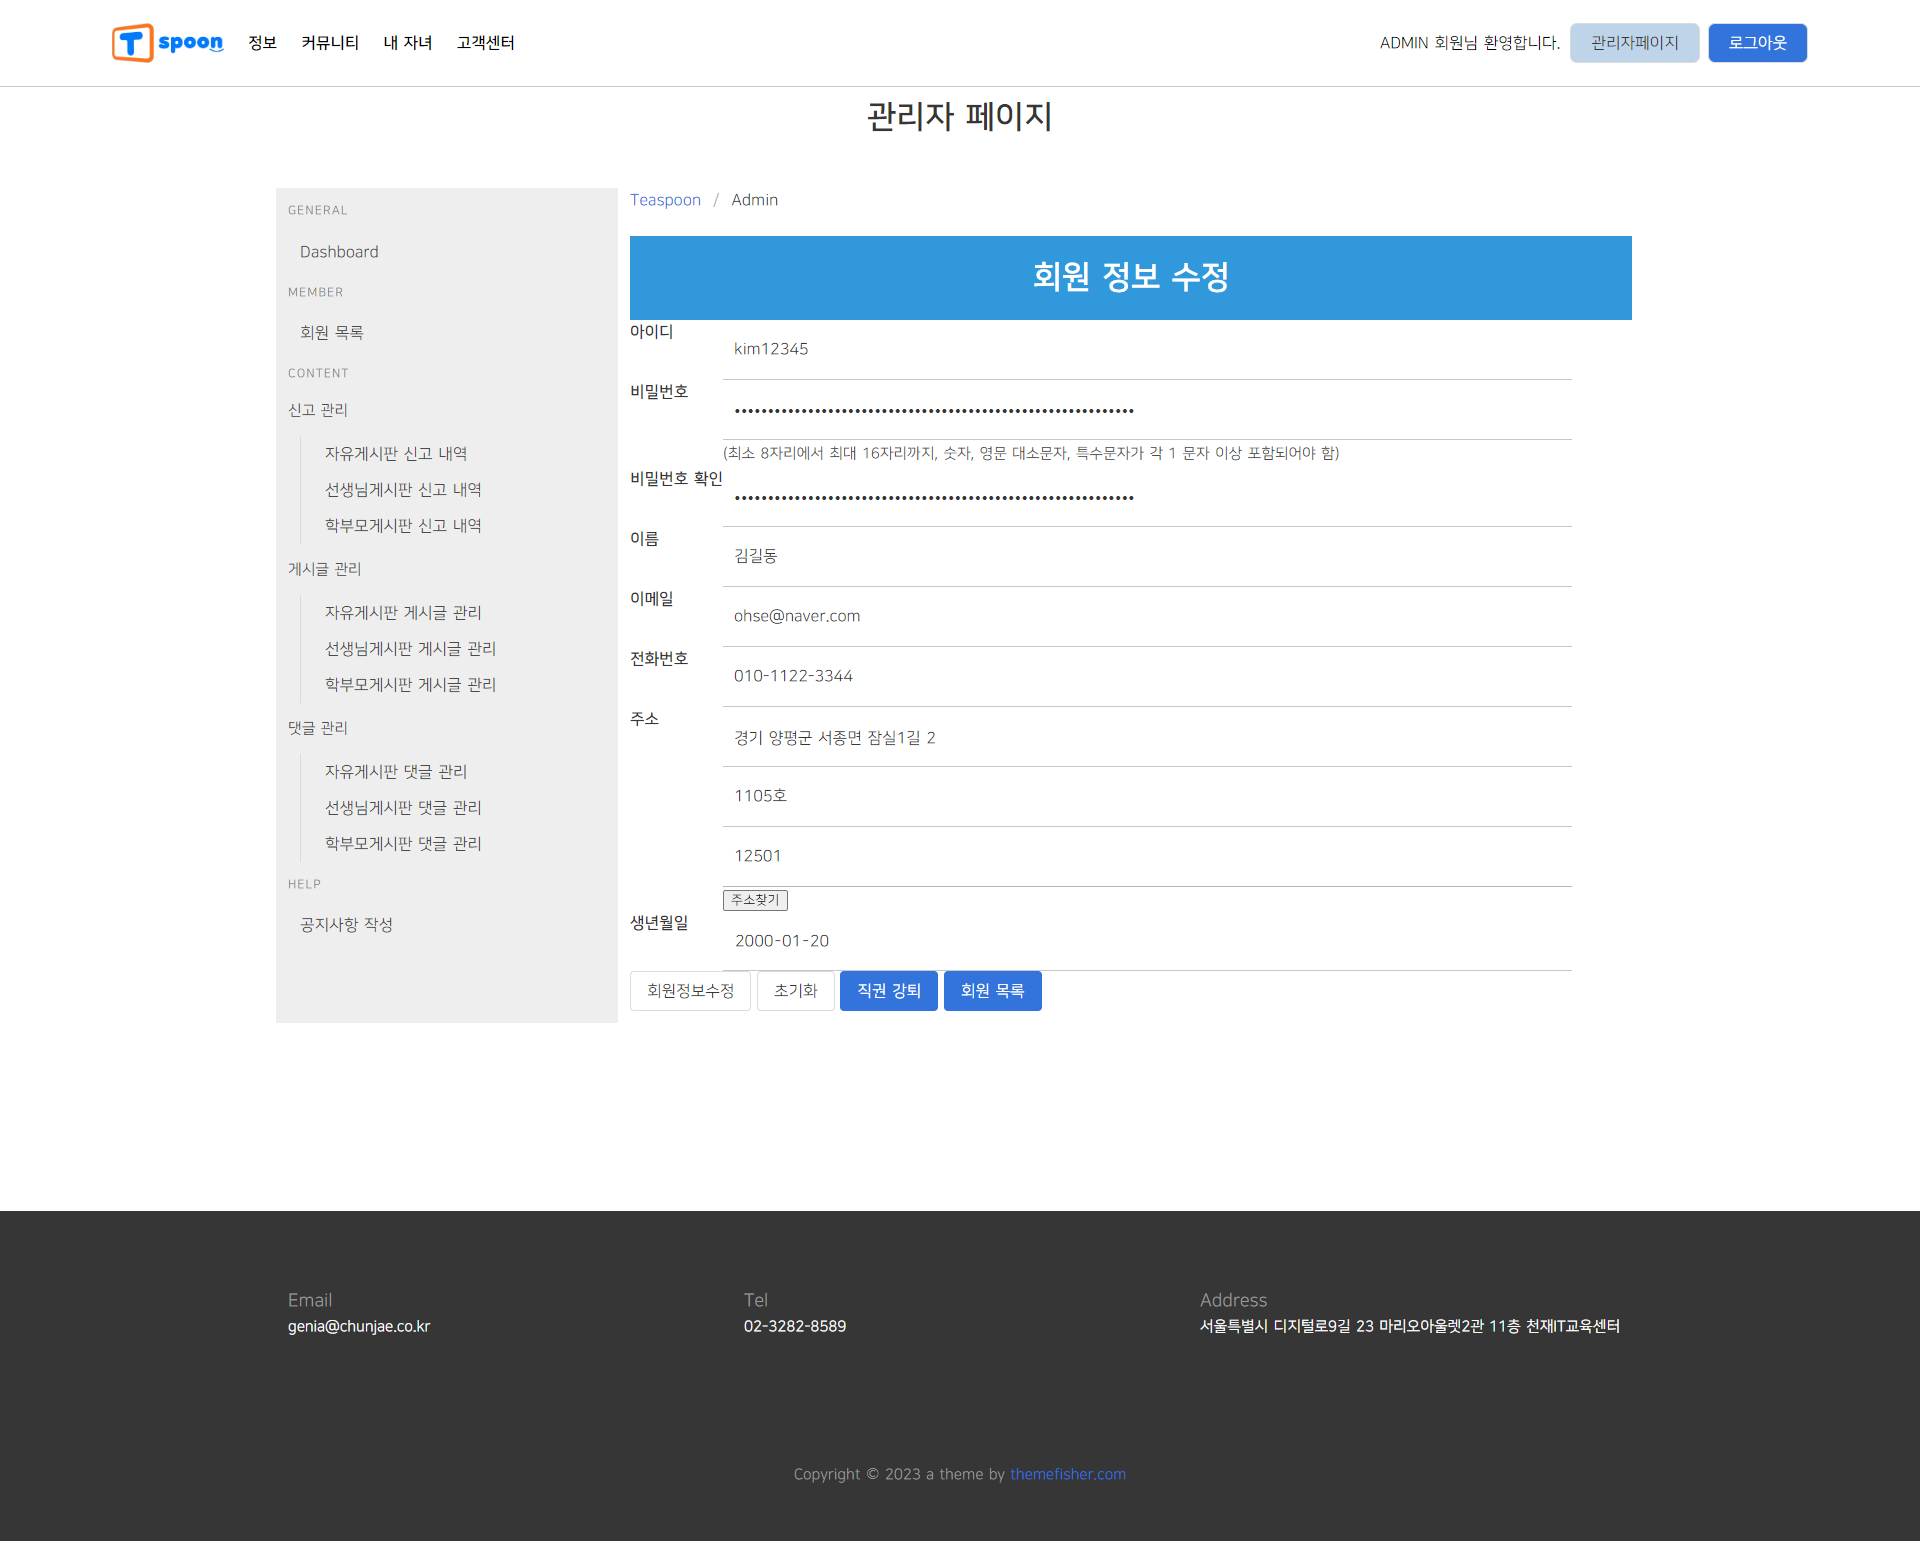 T spoon 정보 커뮤니티 내 자녀 고객센터 ADMIN 회원님 환영합니다. 관리자페이지 로그아웃
관리자 페이지
GENERAL
Dashboard
MEMBER
회원 목록
CONTENT
신고 관리
자유게시판 신고 내역
선생님게시판 신고 내역
학부모게시판 신고 내역
게시글 관리
자유게시판 게시글 관리
선생님게시판 게시글 관리
학부모게시판 게시글 관리
댓글 관리
자유게시판 댓글 관리
선생님게시판 댓글 관리
학부모게시판 댓글 관리
HELP
공지사항 작성
Teaspoon / Admin
회원 정보 수정
아이디
kim12345
비밀번호
••••••••••••••••••••••••••••••••••••••••••••••••••••••••••••
(최소 8자리에서 최대 16자리까지, 숫자, 영문 대소문자, 특수문자가 각 1 문자 이상 포함되어야 함)
비밀번호 확인
••••••••••••••••••••••••••••••••••••••••••••••••••••••••••••
이름
김길동
이메일
ohse@naver.com
전화번호
010-1122-3344
주소
경기 양평군 서종면 잠실1길 2
1105호
12501
주소찾기
생년월일
2000-01-20
회원정보수정 초기화 직권 강퇴 회원 목록
Email
genia@chunjae.co.kr
Tel
02-3282-8589
Address
서울특별시 디지털로9길 23 마리오아울렛2관 11층 천재IT교육센터
Copyright © 2023 a theme by themefisher.com